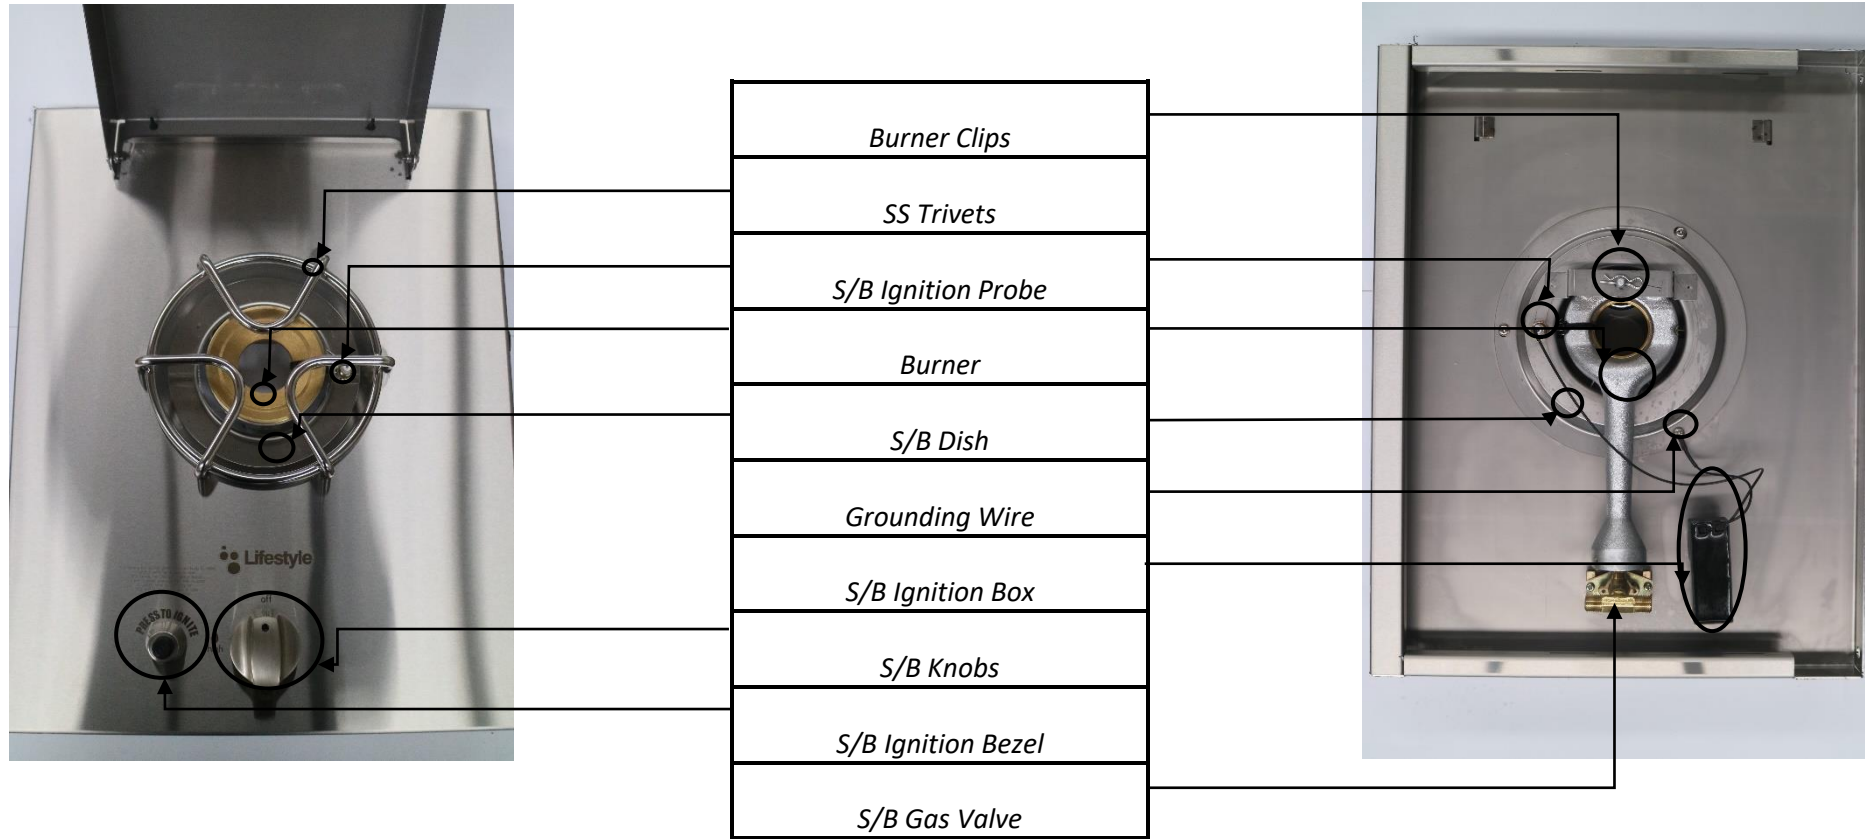 Burner Clips
SS Trivets
S/B Ignition Probe
Burner
S/B Dish
Grounding Wire
S/B Ignition Box
S/B Knobs
S/B Ignition Bezel
S/B Gas Valve
Lifestyle
off
PRESS TO IGNITE